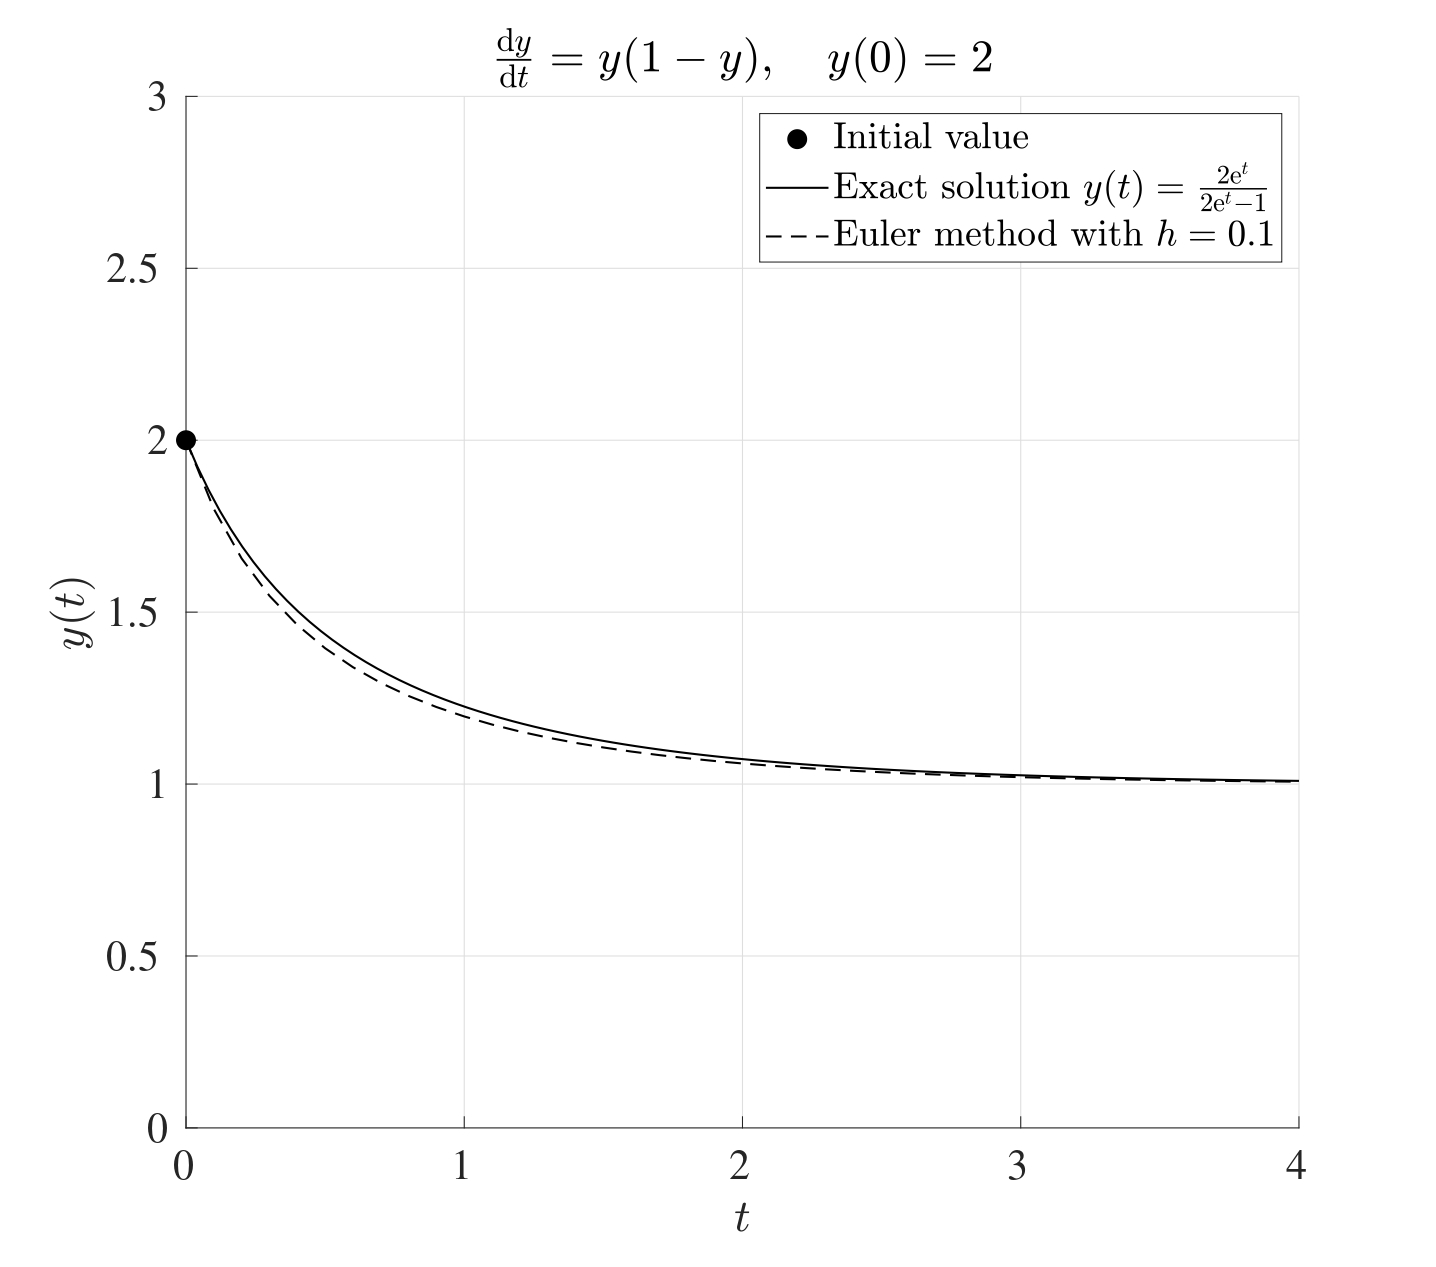 dy/dt = y(1 − y), y(0) = 2
3
Initial value
Exact solution y(t) = 2e^t/(2e^t−1)
Euler method with h = 0.1
2.5
2
1.5
y(t)
1
0.5
0
0 1 2 3 4
t